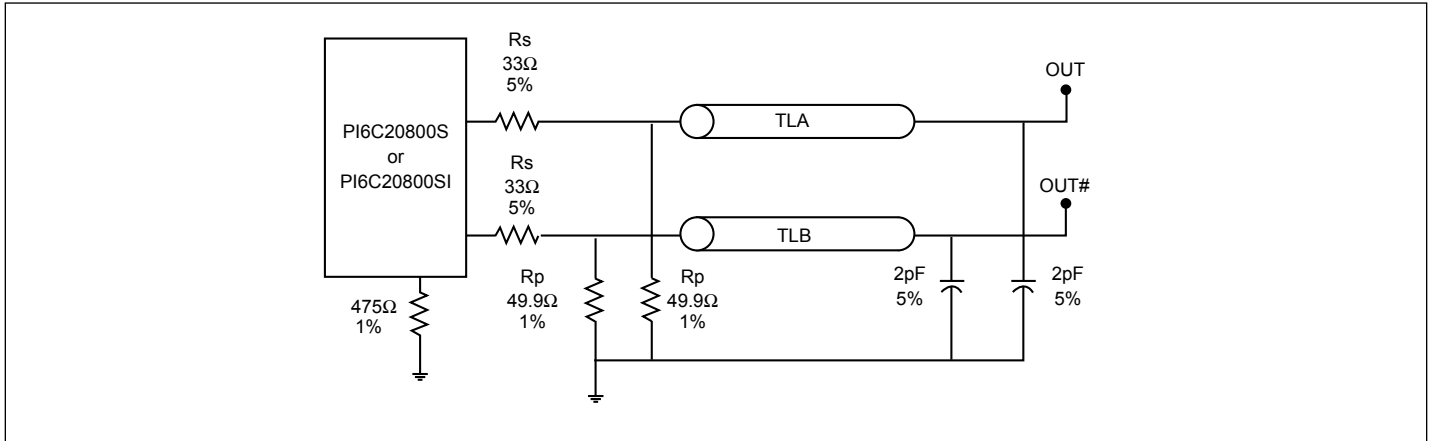 Rs
33Ω
5%
OUT
PI6C20800S
or
PI6C20800SI
TLA
Rs
33Ω
5%
OUT#
TLB
475Ω
1%
Rp
49.9Ω
1%
Rp
49.9Ω
1%
2pF
5%
2pF
5%